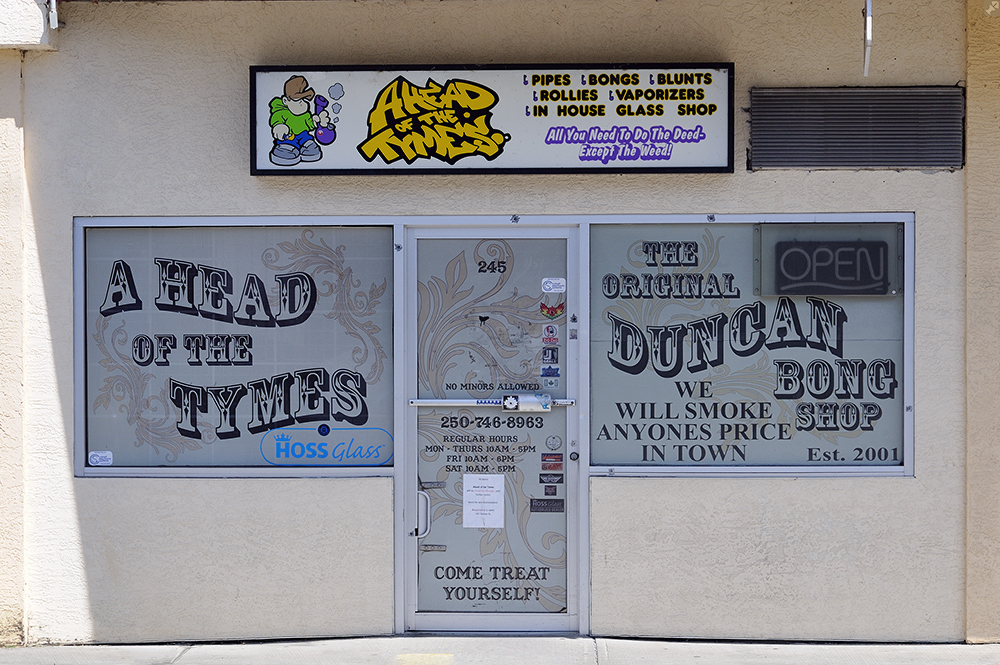 A HEAD
OF THE
TYMES.
PIPES BONGS BLUNTS
ROLLIES VAPORIZERS
IN HOUSE GLASS SHOP
All You Need To Do The Deed-
Except The Weed!
A HEAD
OF THE
TYMES
HOSS Glass
245
NO MINORS ALLOWED
250-746-8963
REGULAR HOURS
MON - THURS 10AM - 5PM
FRI 10AM - 6PM
SAT 10AM - 5PM
COME TREAT
YOURSELF!
OPEN
THE
ORIGINAL
DUNCAN
BONG
SHOP
WE
WILL SMOKE
ANYONES PRICE
IN TOWN
Est. 2001